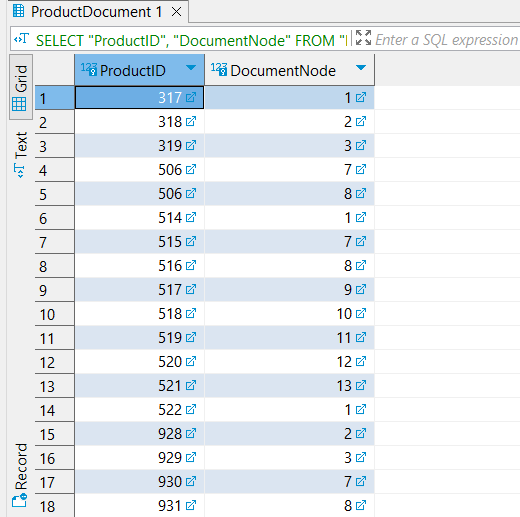 ProductDocument 1
SELECT "ProductID", "DocumentNode" FROM " Enter a SQL expression
Grid
Text
Record
123 ProductID 123 DocumentNode
1 317 1
2 318 2
3 319 3
4 506 7
5 506 8
6 514 1
7 515 7
8 516 8
9 517 9
10 518 10
11 519 11
12 520 12
13 521 13
14 522 1
15 928 2
16 929 3
17 930 7
18 931 8